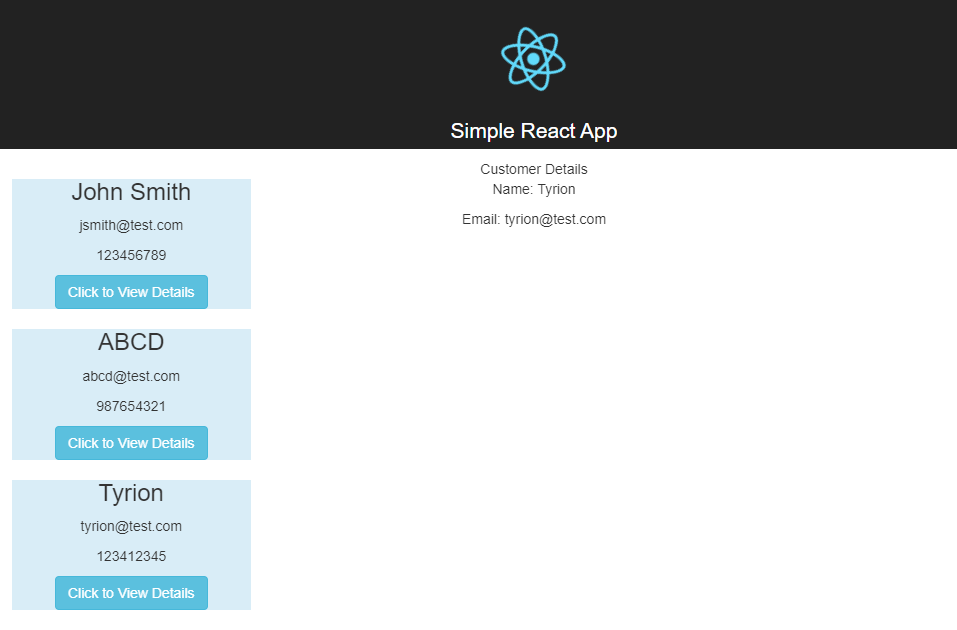 Simple React App
John Smith
jsmith@test.com
123456789
Click to View Details
ABCD
abcd@test.com
987654321
Click to View Details
Tyrion
tyrion@test.com
123412345
Click to View Details
Customer Details
Name: Tyrion
Email: tyrion@test.com